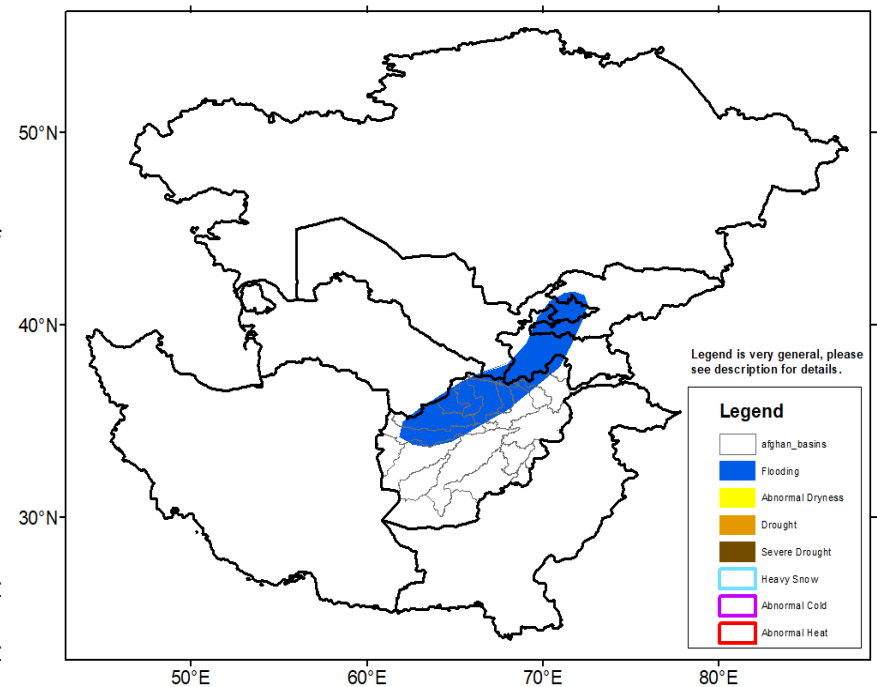 50°N
40°N
30°N
50°E
60°E
70°E
80°E
Legend is very general, please
see description for details.
Legend
afghan_basins
Flooding
Abnormal Dryness
Drought
Severe Drought
Heavy Snow
Abnormal Cold
Abnormal Heat